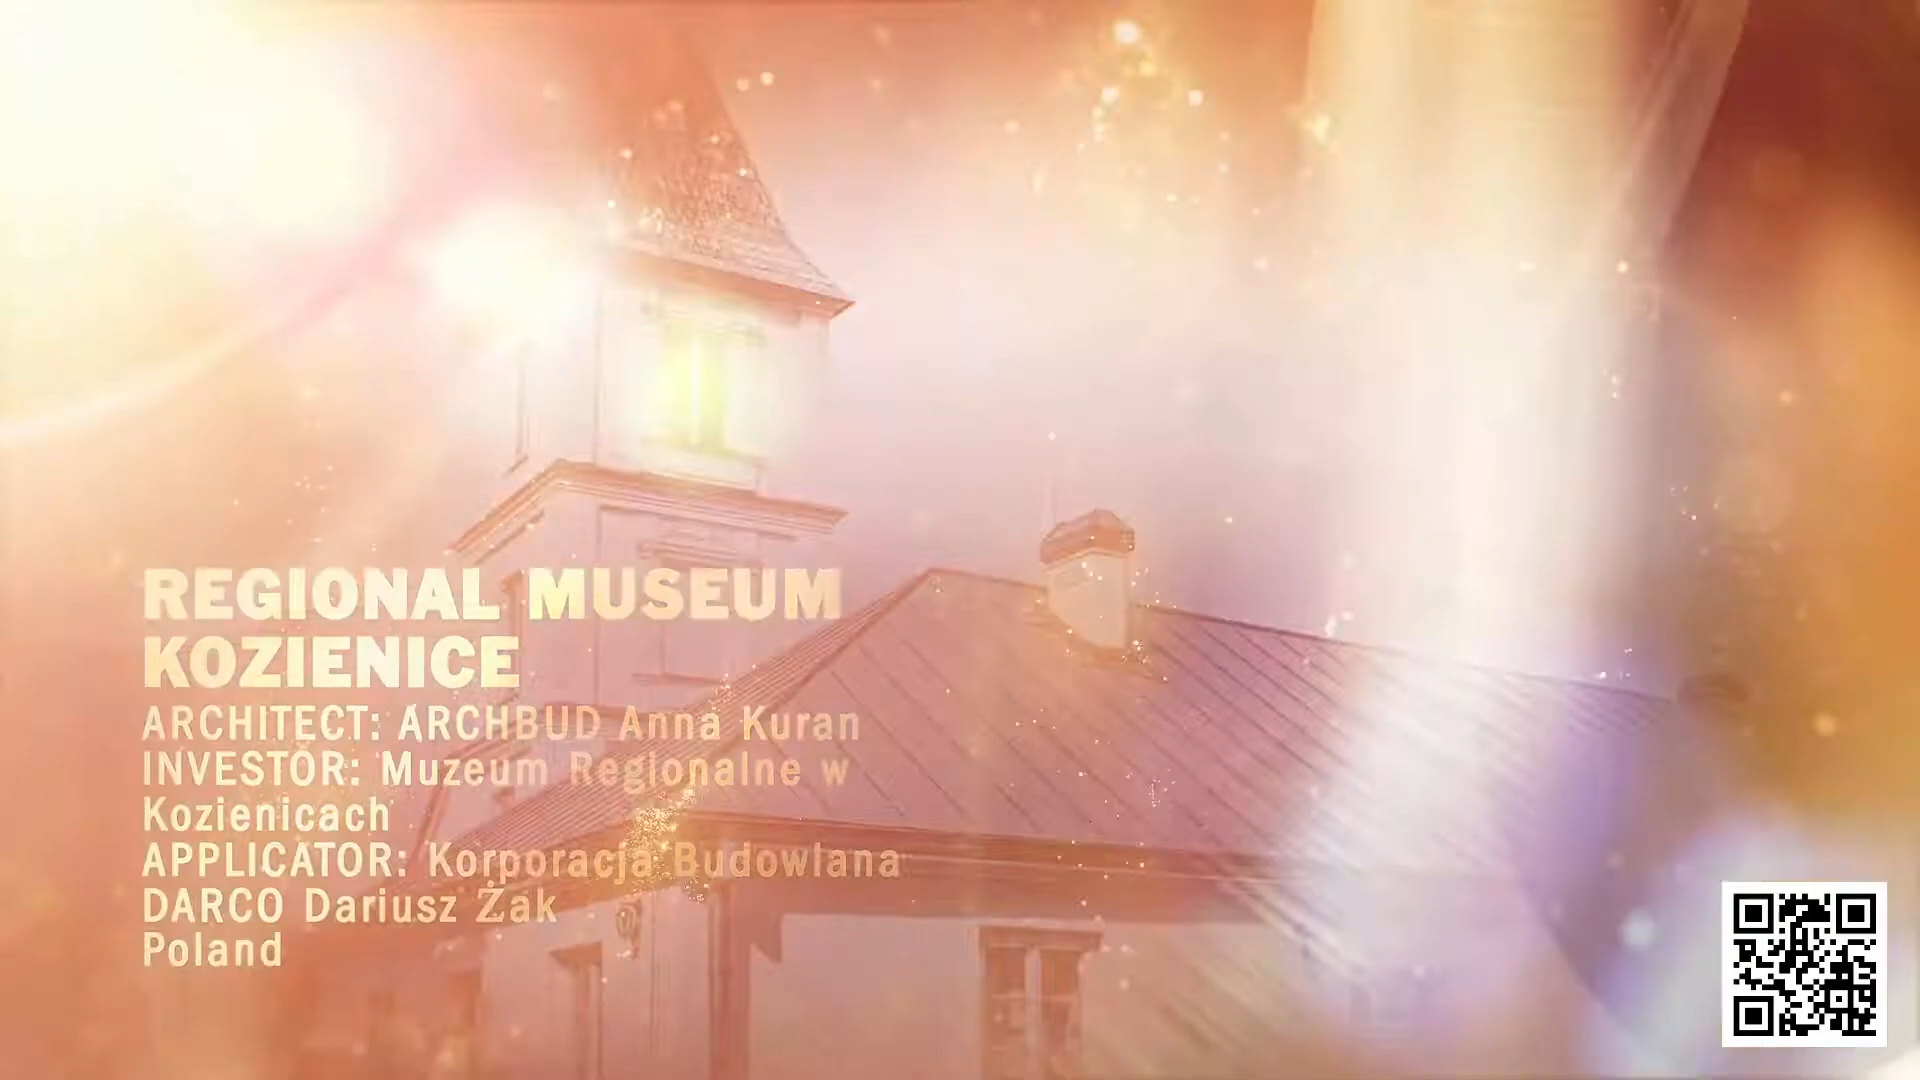 REGIONAL MUSEUM
KOZIENICE
ARCHITECT: ARCHBUD Anna Kuran
INVESTOR: Muzeum Regionalne w
Kozienicach
APPLICATOR: Korporacja Budowlana
DARCO Dariusz Żak
Poland